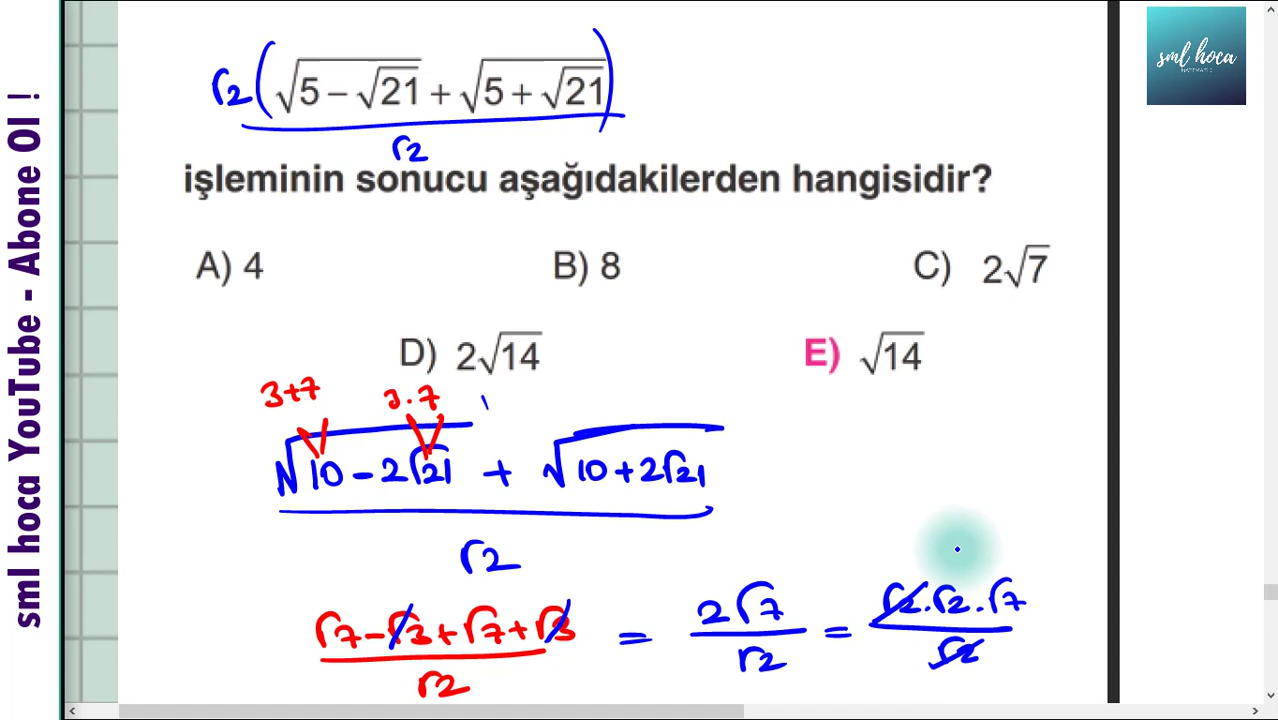 sml hoca YouTube - Abone Ol !
sml hoca
MATEMATİK
√2(√(5 − √21) + √(5 + √21))
√2
işleminin sonucu aşağıdakilerden hangisidir?
A) 4 B) 8 C) 2√7
D) 2√14 E) √14
3+7 3.7
√(10 − 2√21) + √(10 + 2√21)
√2
√7 − √3 + √7 + √3 = 2√7 = √2.√2.√7
√2 √2 √2